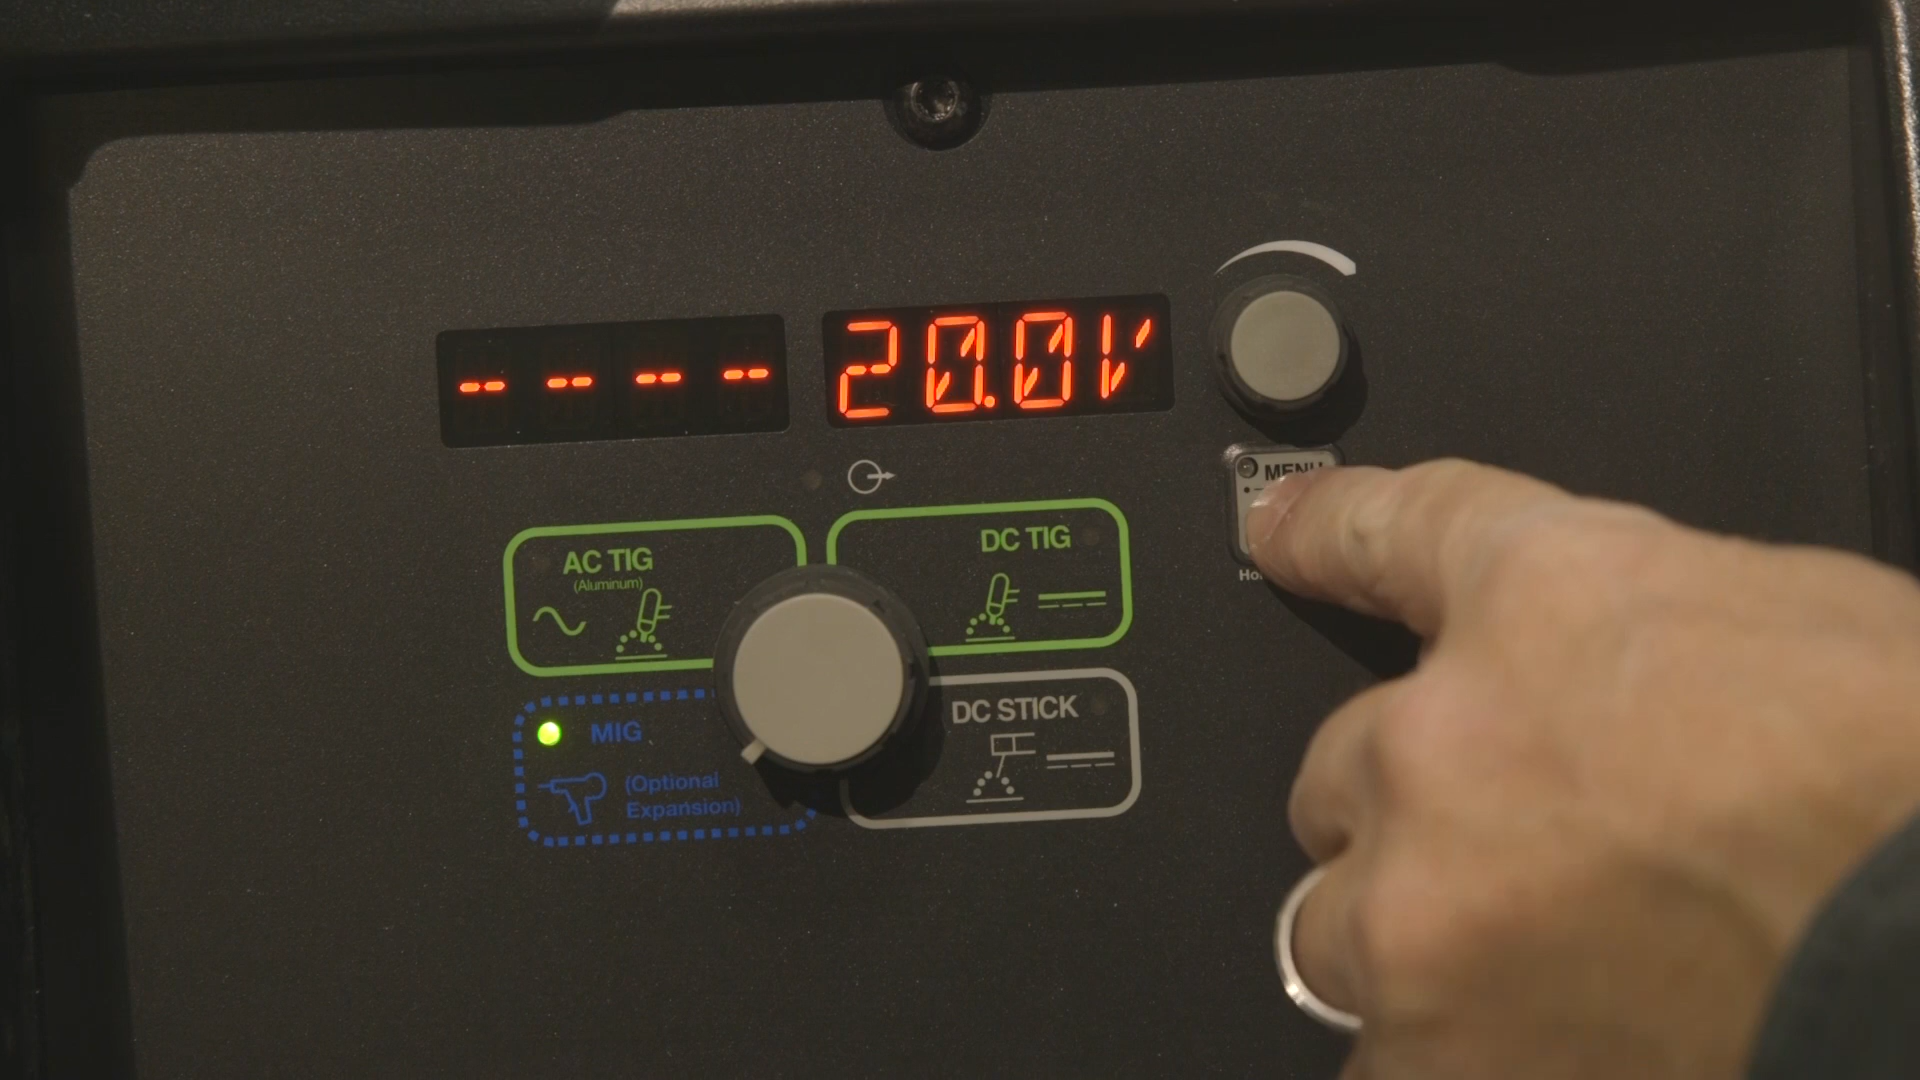 ---- 20.0V
MENU
AC TIG
(Aluminum)
DC TIG
MIG
(Optional
Expansion)
DC STICK